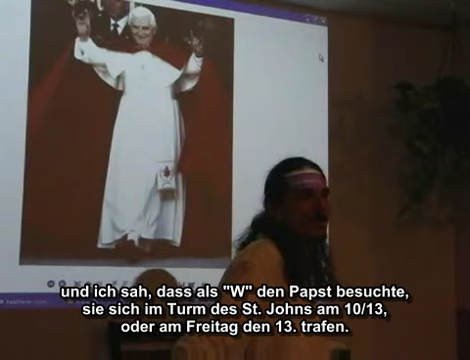 und ich sah, dass als "W" den Papst besuchte,
sie sich im Turm des St. Johns am 10/13,
oder am Freitag den 13. trafen.